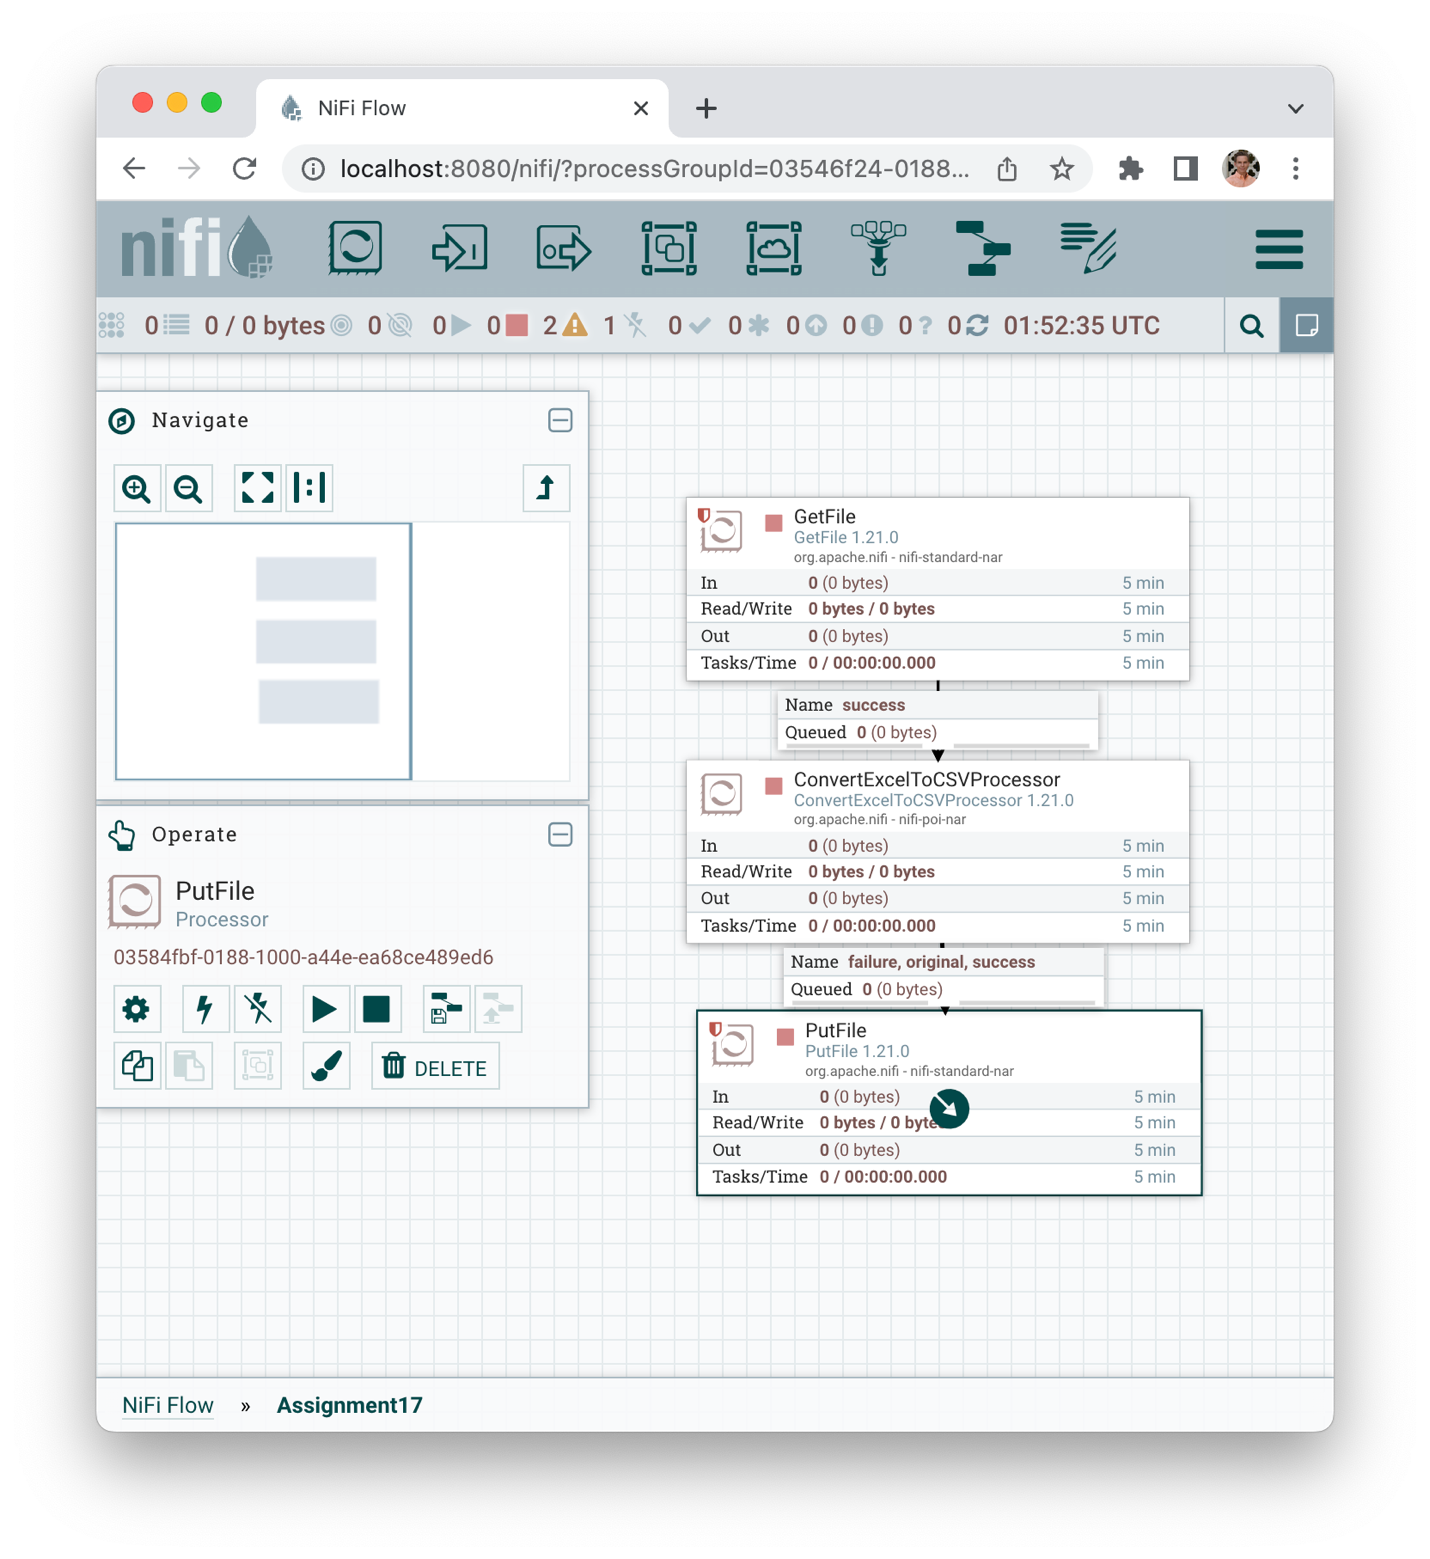 NiFi Flow
localhost:8080/nifi/?processGroupId=03546f24-0188...
nifi
0 0 / 0 bytes 0 0 0 2 1 0 0 0 0 0 0 01:52:35 UTC
Navigate
Operate
PutFile
Processor
03584fbf-0188-1000-a44e-ea68ce489ed6
DELETE
GetFile
GetFile 1.21.0
org.apache.nifi - nifi-standard-nar
In 0 (0 bytes) 5 min
Read/Write 0 bytes / 0 bytes 5 min
Out 0 (0 bytes) 5 min
Tasks/Time 0 / 00:00:00.000 5 min
Name success
Queued 0 (0 bytes)
ConvertExcelToCSVProcessor
ConvertExcelToCSVProcessor 1.21.0
org.apache.nifi - nifi-poi-nar
In 0 (0 bytes) 5 min
Read/Write 0 bytes / 0 bytes 5 min
Out 0 (0 bytes) 5 min
Tasks/Time 0 / 00:00:00.000 5 min
Name failure, original, success
Queued 0 (0 bytes)
PutFile
PutFile 1.21.0
org.apache.nifi - nifi-standard-nar
In 0 (0 bytes) 5 min
Read/Write 0 bytes / 0 byte 5 min
Out 0 (0 bytes) 5 min
Tasks/Time 0 / 00:00:00.000 5 min
NiFi Flow » Assignment17